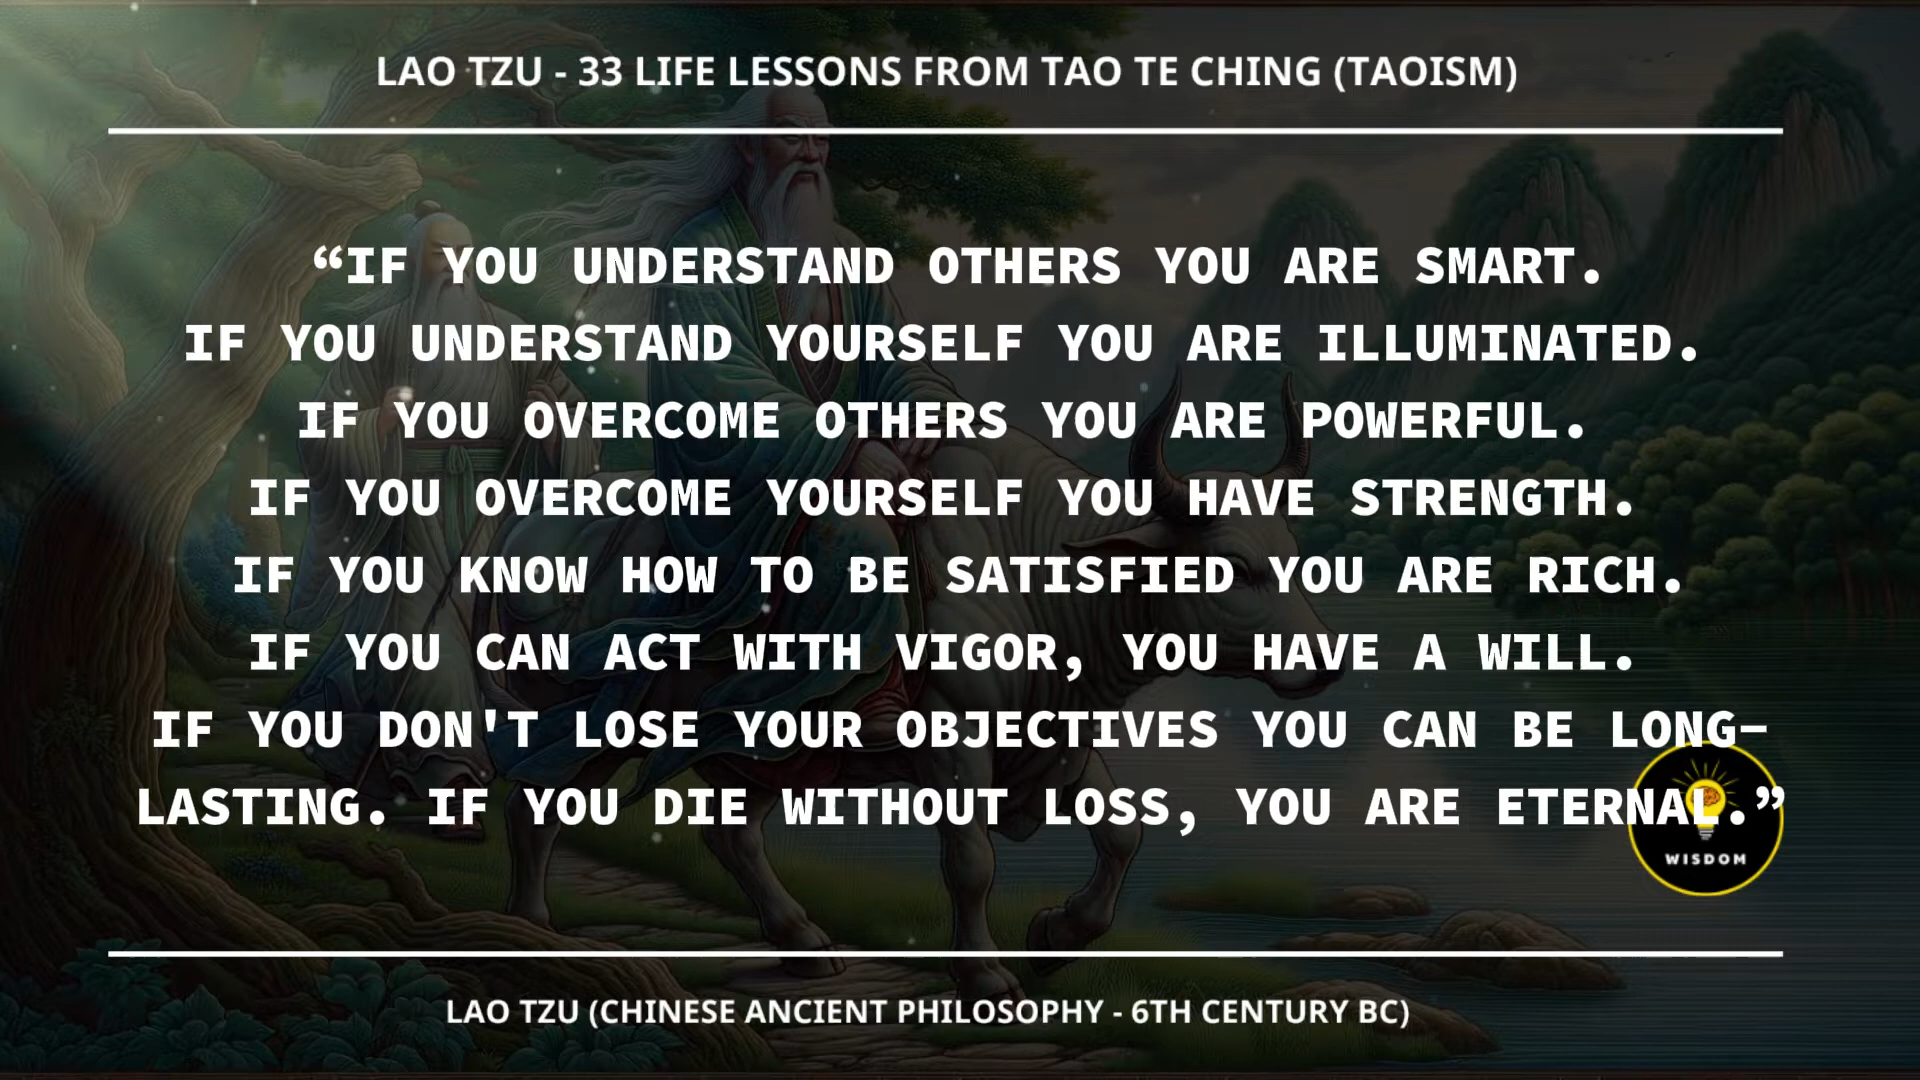 LAO TZU - 33 LIFE LESSONS FROM TAO TE CHING (TAOISM)
“IF YOU UNDERSTAND OTHERS YOU ARE SMART.
IF YOU UNDERSTAND YOURSELF YOU ARE ILLUMINATED.
IF YOU OVERCOME OTHERS YOU ARE POWERFUL.
IF YOU OVERCOME YOURSELF YOU HAVE STRENGTH.
IF YOU KNOW HOW TO BE SATISFIED YOU ARE RICH.
IF YOU CAN ACT WITH VIGOR, YOU HAVE A WILL.
IF YOU DON'T LOSE YOUR OBJECTIVES YOU CAN BE LONG-
LASTING. IF YOU DIE WITHOUT LOSS, YOU ARE ETERNAL.”
WISDOM
LAO TZU (CHINESE ANCIENT PHILOSOPHY - 6TH CENTURY BC)